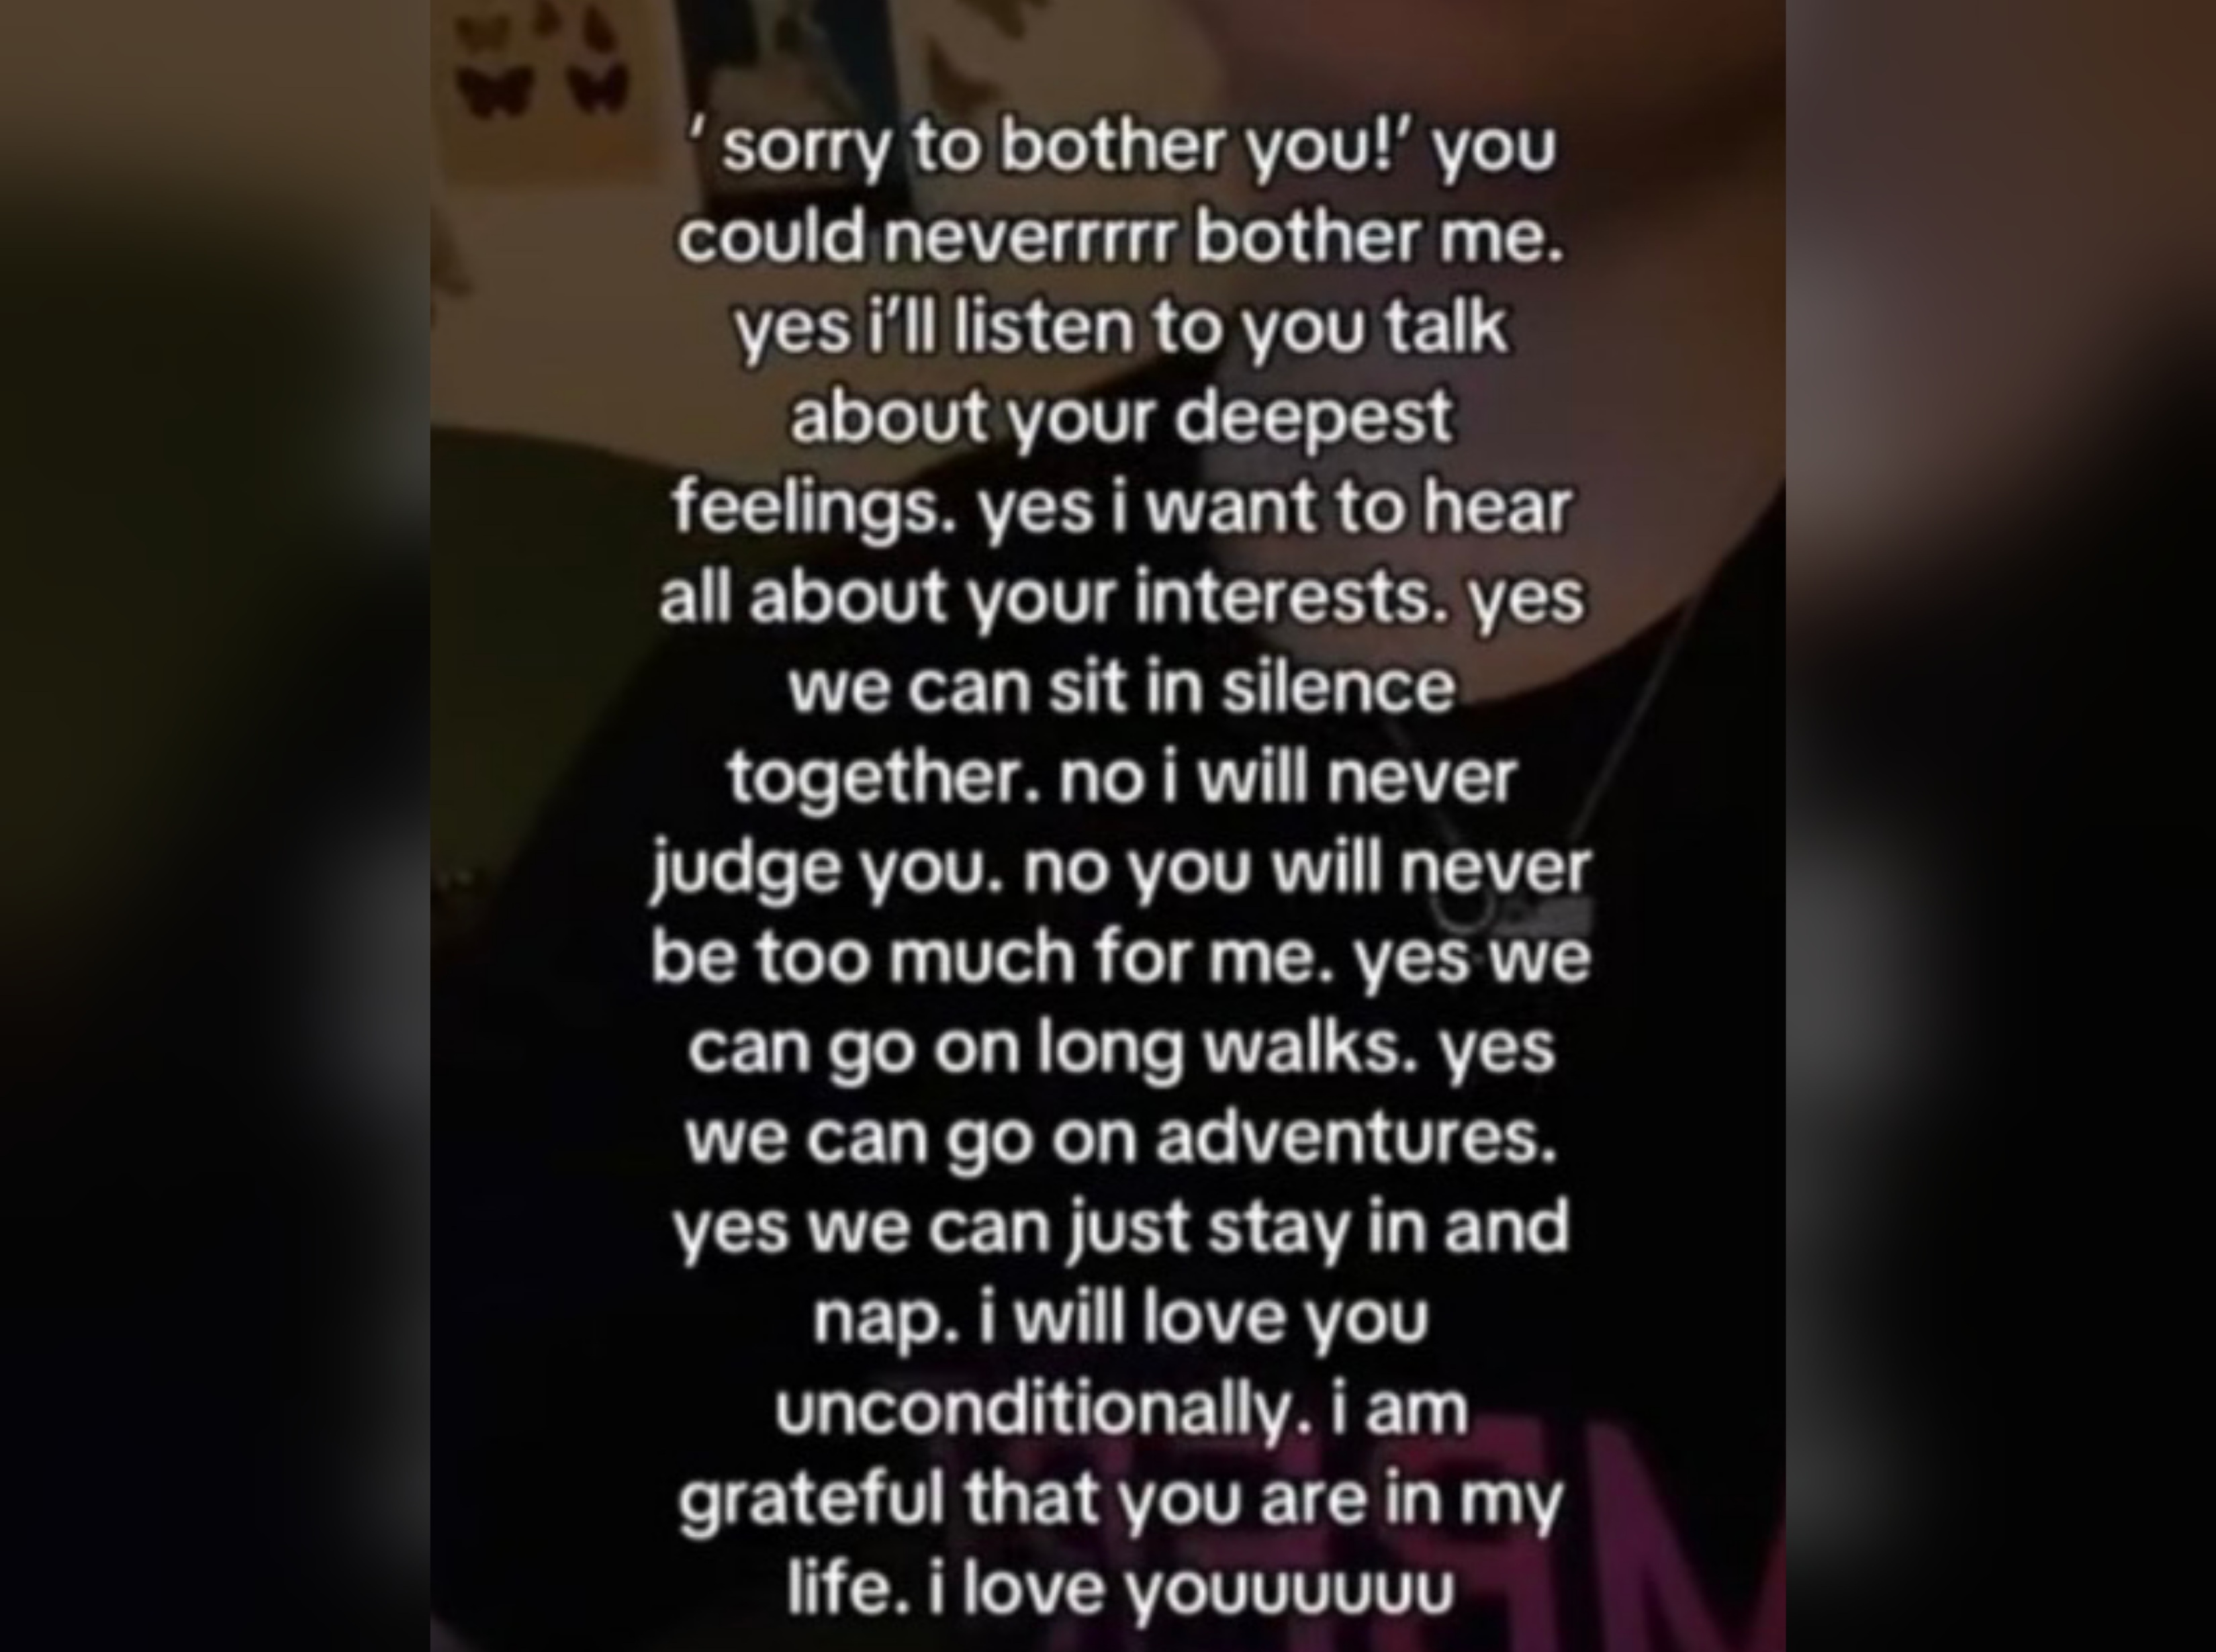 ' sorry to bother you!' you
could neverrrrr bother me.
yes i'll listen to you talk
about your deepest
feelings. yes i want to hear
all about your interests. yes
we can sit in silence
together. no i will never
judge you. no you will never
be too much for me. yes we
can go on long walks. yes
we can go on adventures.
yes we can just stay in and
nap. i will love you
unconditionally. i am
grateful that you are in my
life. i love youuuuuu